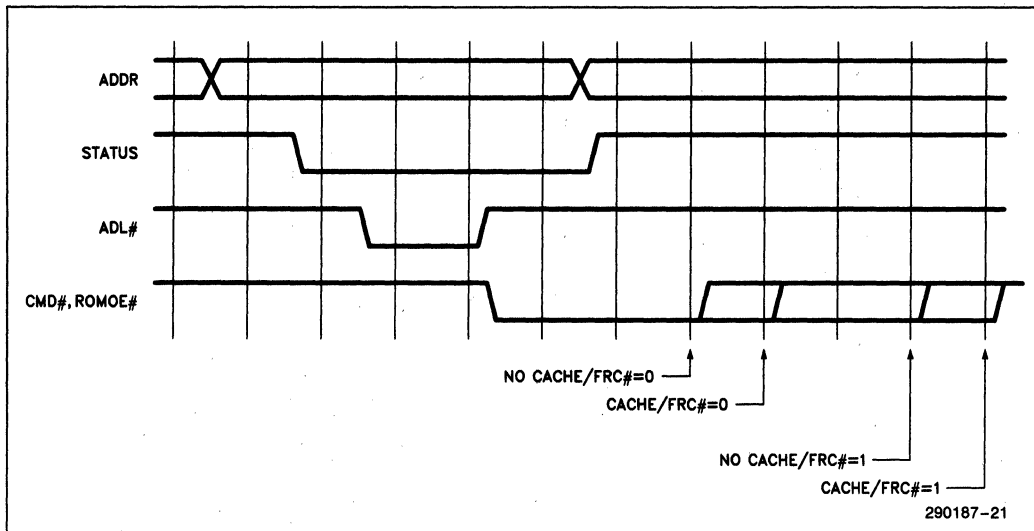 ADDR
STATUS
ADL#
CMD#, ROMOE#
NO CACHE/FRC#=0
CACHE/FRC#=0
NO CACHE/FRC#=1
CACHE/FRC#=1
290187-21